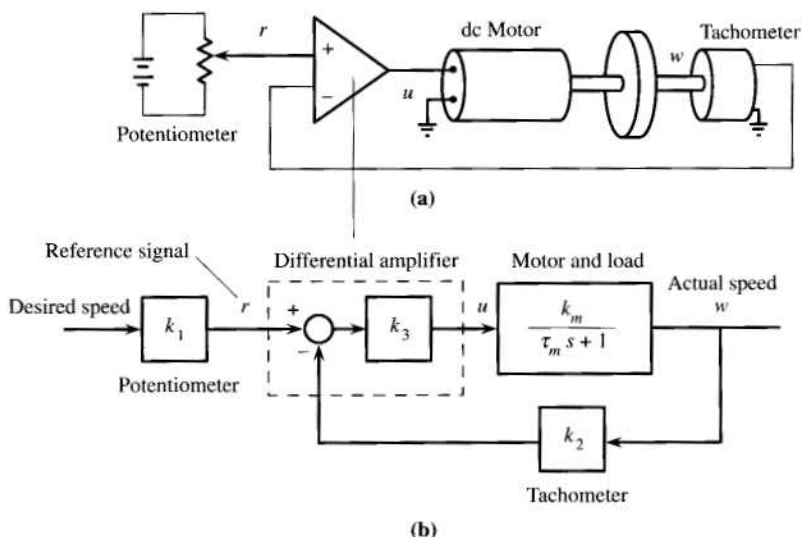 dc Motor
Tachometer
r
+
−
u
w
Potentiometer
(a)
Reference signal
Differential amplifier
Motor and load
Actual speed
w
Desired speed
k₁
r
+
−
k₃
u
kₘ
τₘ s + 1
Potentiometer
k₂
Tachometer
(b)